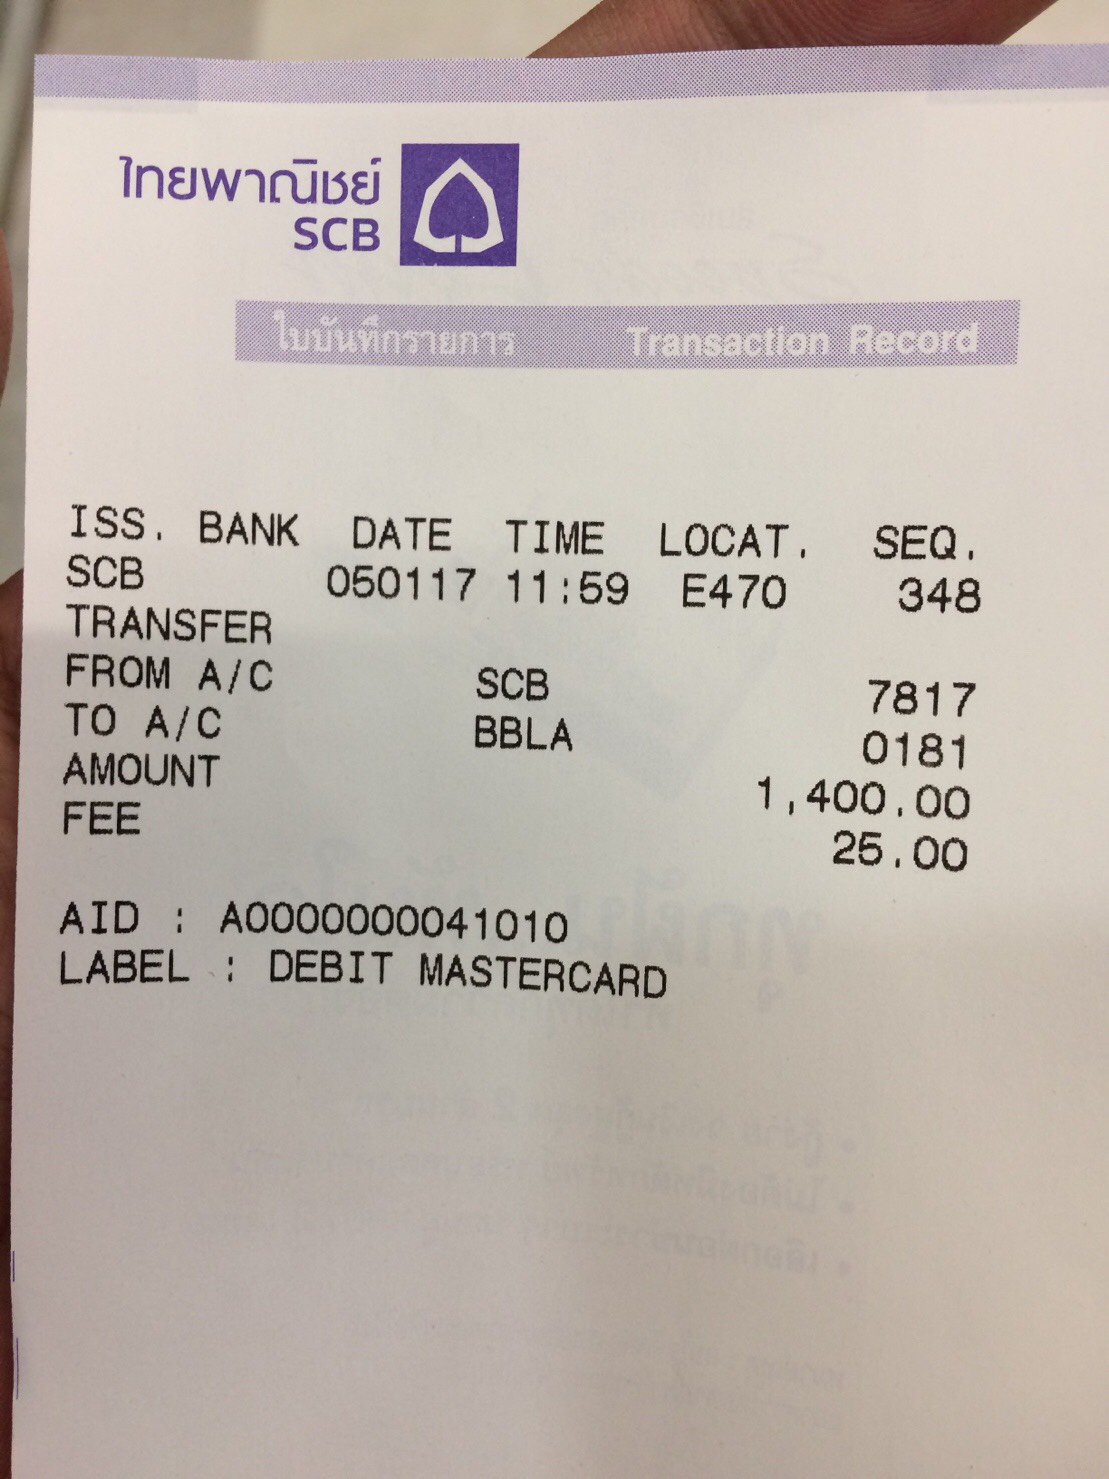 ไทยพาณิชย์
SCB
ใบบันทึกรายการ Transaction Record
ISS. BANK DATE TIME LOCAT. SEQ.
SCB 050117 11:59 E470 348
TRANSFER
FROM A/C SCB 7817
TO A/C BBLA 0181
AMOUNT 1,400.00
FEE 25.00
AID : A0000000041010
LABEL : DEBIT MASTERCARD